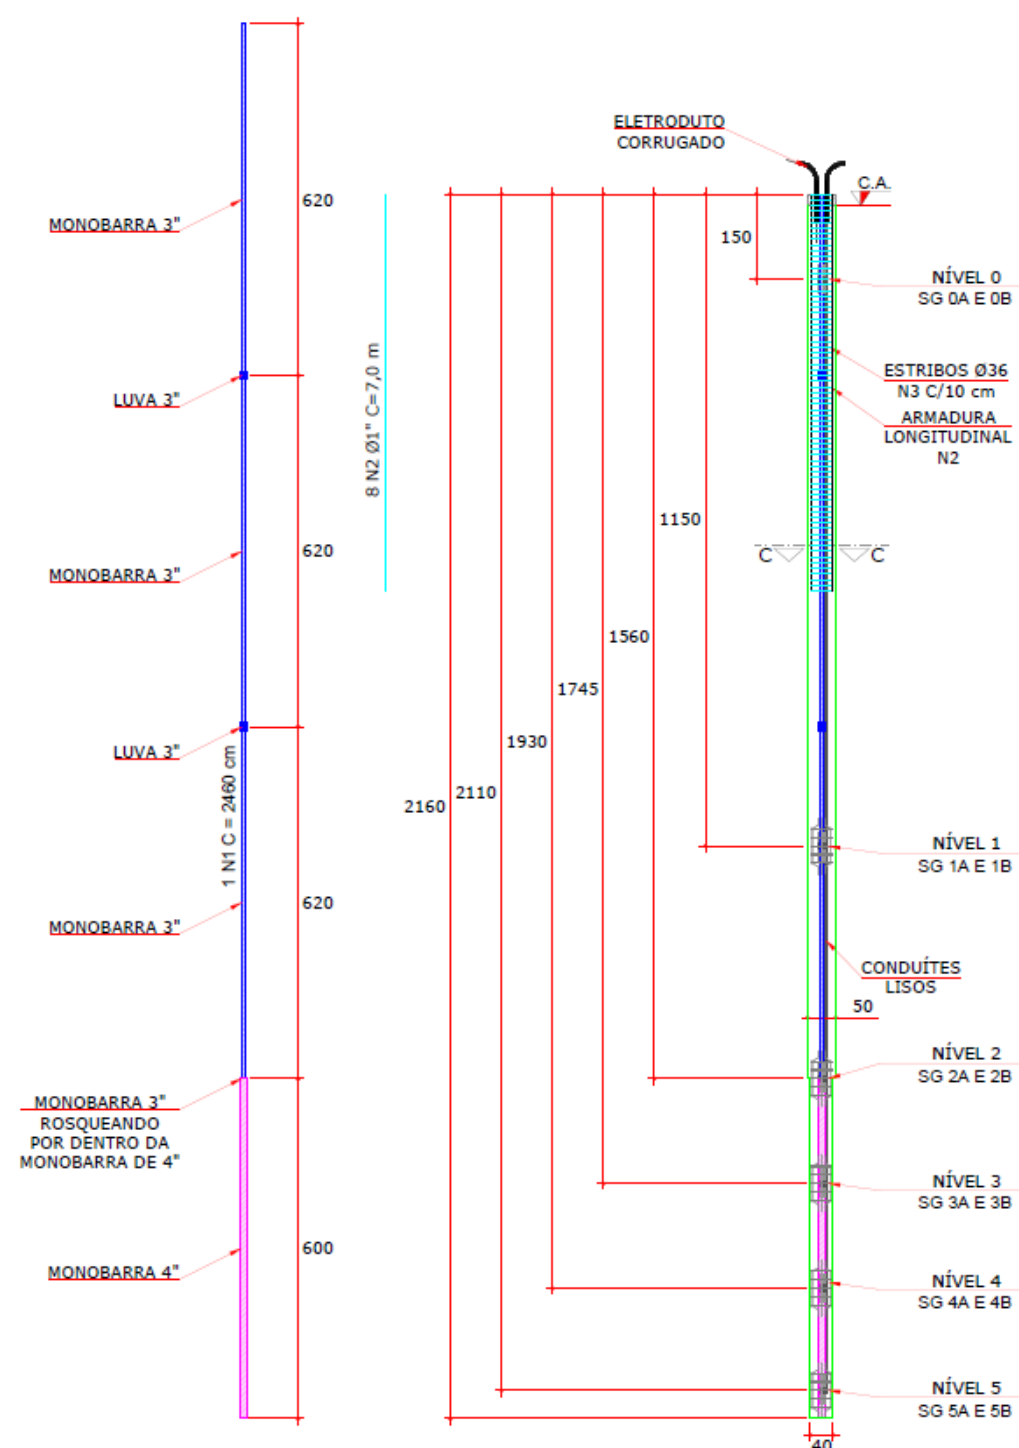 MONOBARRA 3"
620
LUVA 3"
MONOBARRA 3"
620
LUVA 3"
1 N1 C = 2460 cm
MONOBARRA 3"
620
MONOBARRA 3"
ROSQUEANDO
POR DENTRO DA
MONOBARRA DE 4"
MONOBARRA 4"
600
8 N2 Ø1" C=7,0 m
ELETRODUTO
CORRUGADO
C.A.
150
1150
1560
1745
1930
2110
2160
NÍVEL 0
SG 0A E 0B
ESTRIBOS Ø36
N3 C/10 cm
ARMADURA
LONGITUDINAL
N2
C
C
NÍVEL 1
SG 1A E 1B
CONDUÍTES
LISOS
50
NÍVEL 2
SG 2A E 2B
NÍVEL 3
SG 3A E 3B
NÍVEL 4
SG 4A E 4B
NÍVEL 5
SG 5A E 5B
40